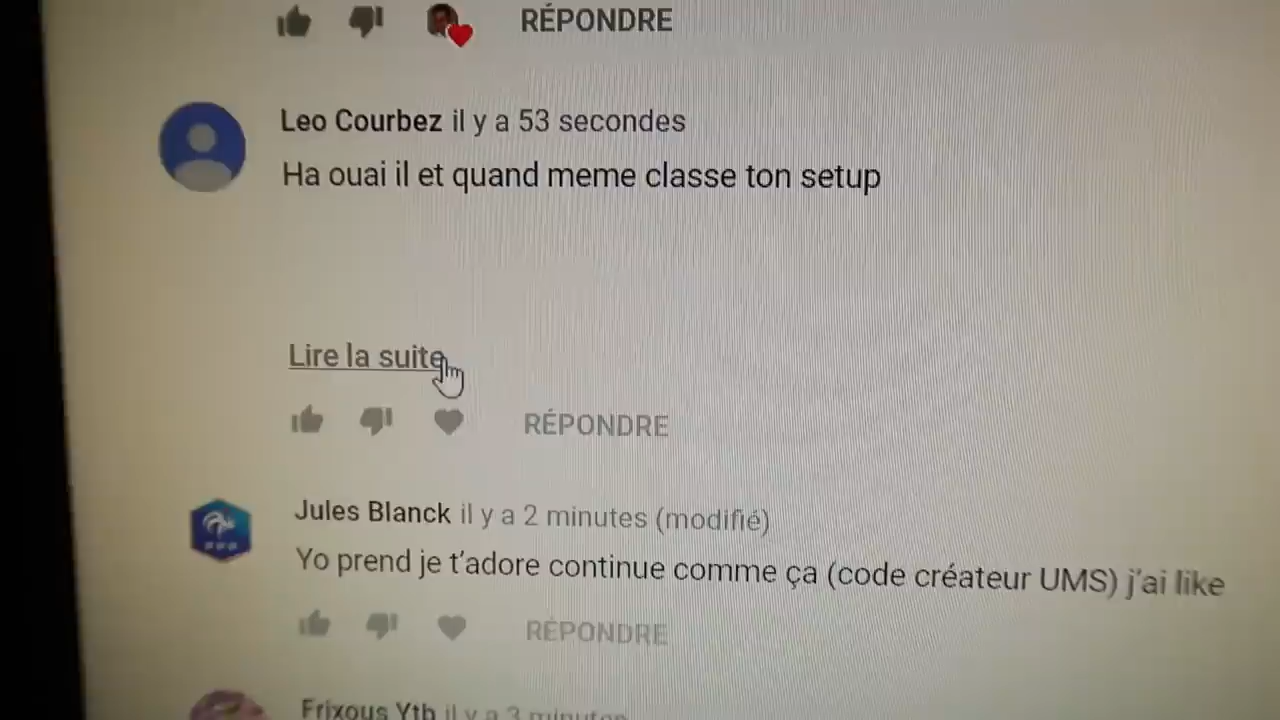 RÉPONDRE
Leo Courbez il y a 53 secondes
Ha ouai il et quand meme classe ton setup
Lire la suite
RÉPONDRE
Jules Blanck il y a 2 minutes (modifié)
Yo prend je t'adore continue comme ça (code créateur UMS) j'ai like
RÉPONDRE
Frixous Ytb il y a 3 minutes